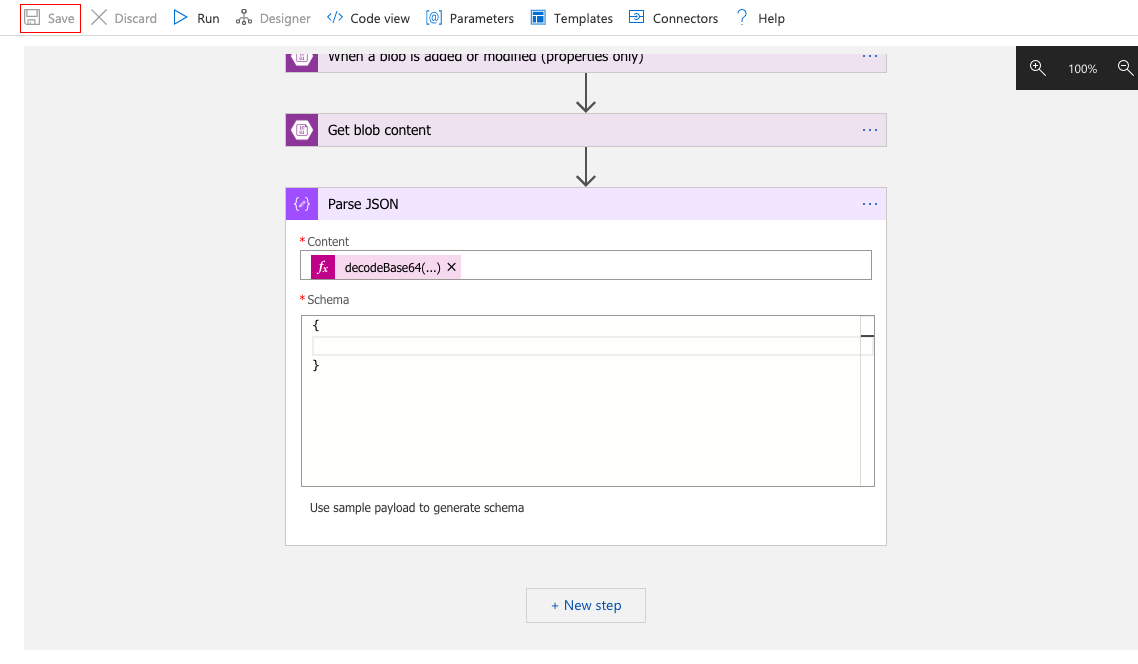 Save Discard Run Designer Code view Parameters Templates Connectors ? Help
When a blob is added or modified (properties only) ...
100%
Get blob content ...
{/} Parse JSON ...
* Content
fx decodeBase64(...) ×
* Schema
{
}
Use sample payload to generate schema
+ New step